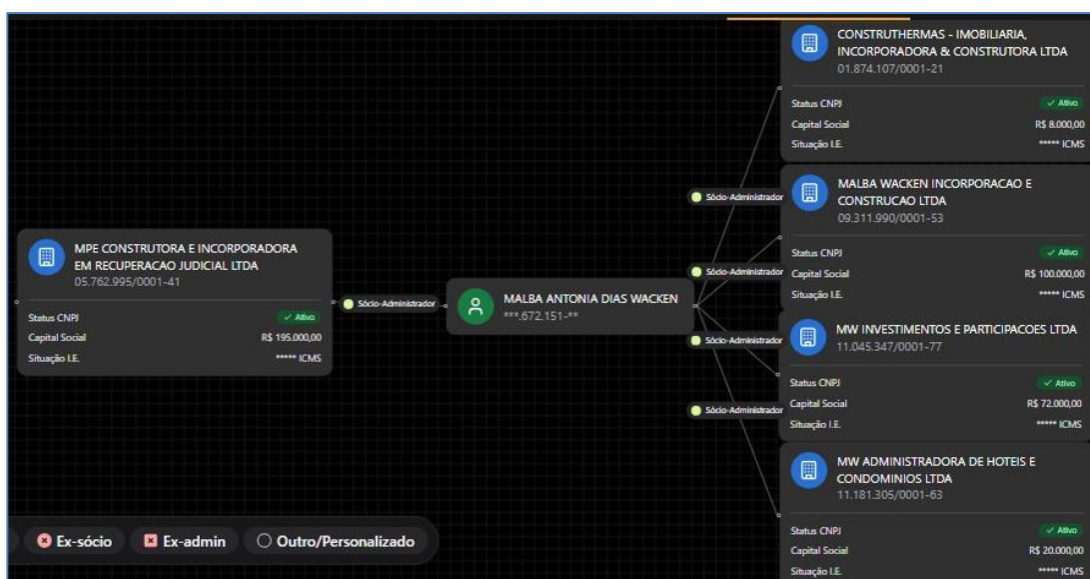 MPE CONSTRUTORA E INCORPORADORA
EM RECUPERACAO JUDICIAL LTDA
05.762.995/0001-41
Status CNPJ
✓ Ativo
Capital Social
R$ 195.000,00
Situação I.E.
***** ICMS
Sócio-Administrador
MALBA ANTONIA DIAS WACKEN
***.672.151-**
Sócio-Administrador
Sócio-Administrador
Sócio-Administrador
Sócio-Administrador
CONSTRUTHERMAS - IMOBILIARIA,
INCORPORADORA & CONSTRUTORA LTDA
01.874.107/0001-21
Status CNPJ
✓ Ativo
Capital Social
R$ 8.000,00
Situação I.E.
***** ICMS
MALBA WACKEN INCORPORACAO E
CONSTRUCAO LTDA
09.311.990/0001-53
Status CNPJ
✓ Ativo
Capital Social
R$ 100.000,00
Situação I.E.
***** ICMS
MW INVESTIMENTOS E PARTICIPACOES LTDA
11.045.347/0001-77
Status CNPJ
✓ Ativo
Capital Social
R$ 72.000,00
Situação I.E.
***** ICMS
MW ADMINISTRADORA DE HOTEIS E
CONDOMINIOS LTDA
11.181.305/0001-63
Status CNPJ
✓ Ativo
Capital Social
R$ 20.000,00
Situação I.E.
***** ICMS
Ex-sócio
Ex-admin
Outro/Personalizado